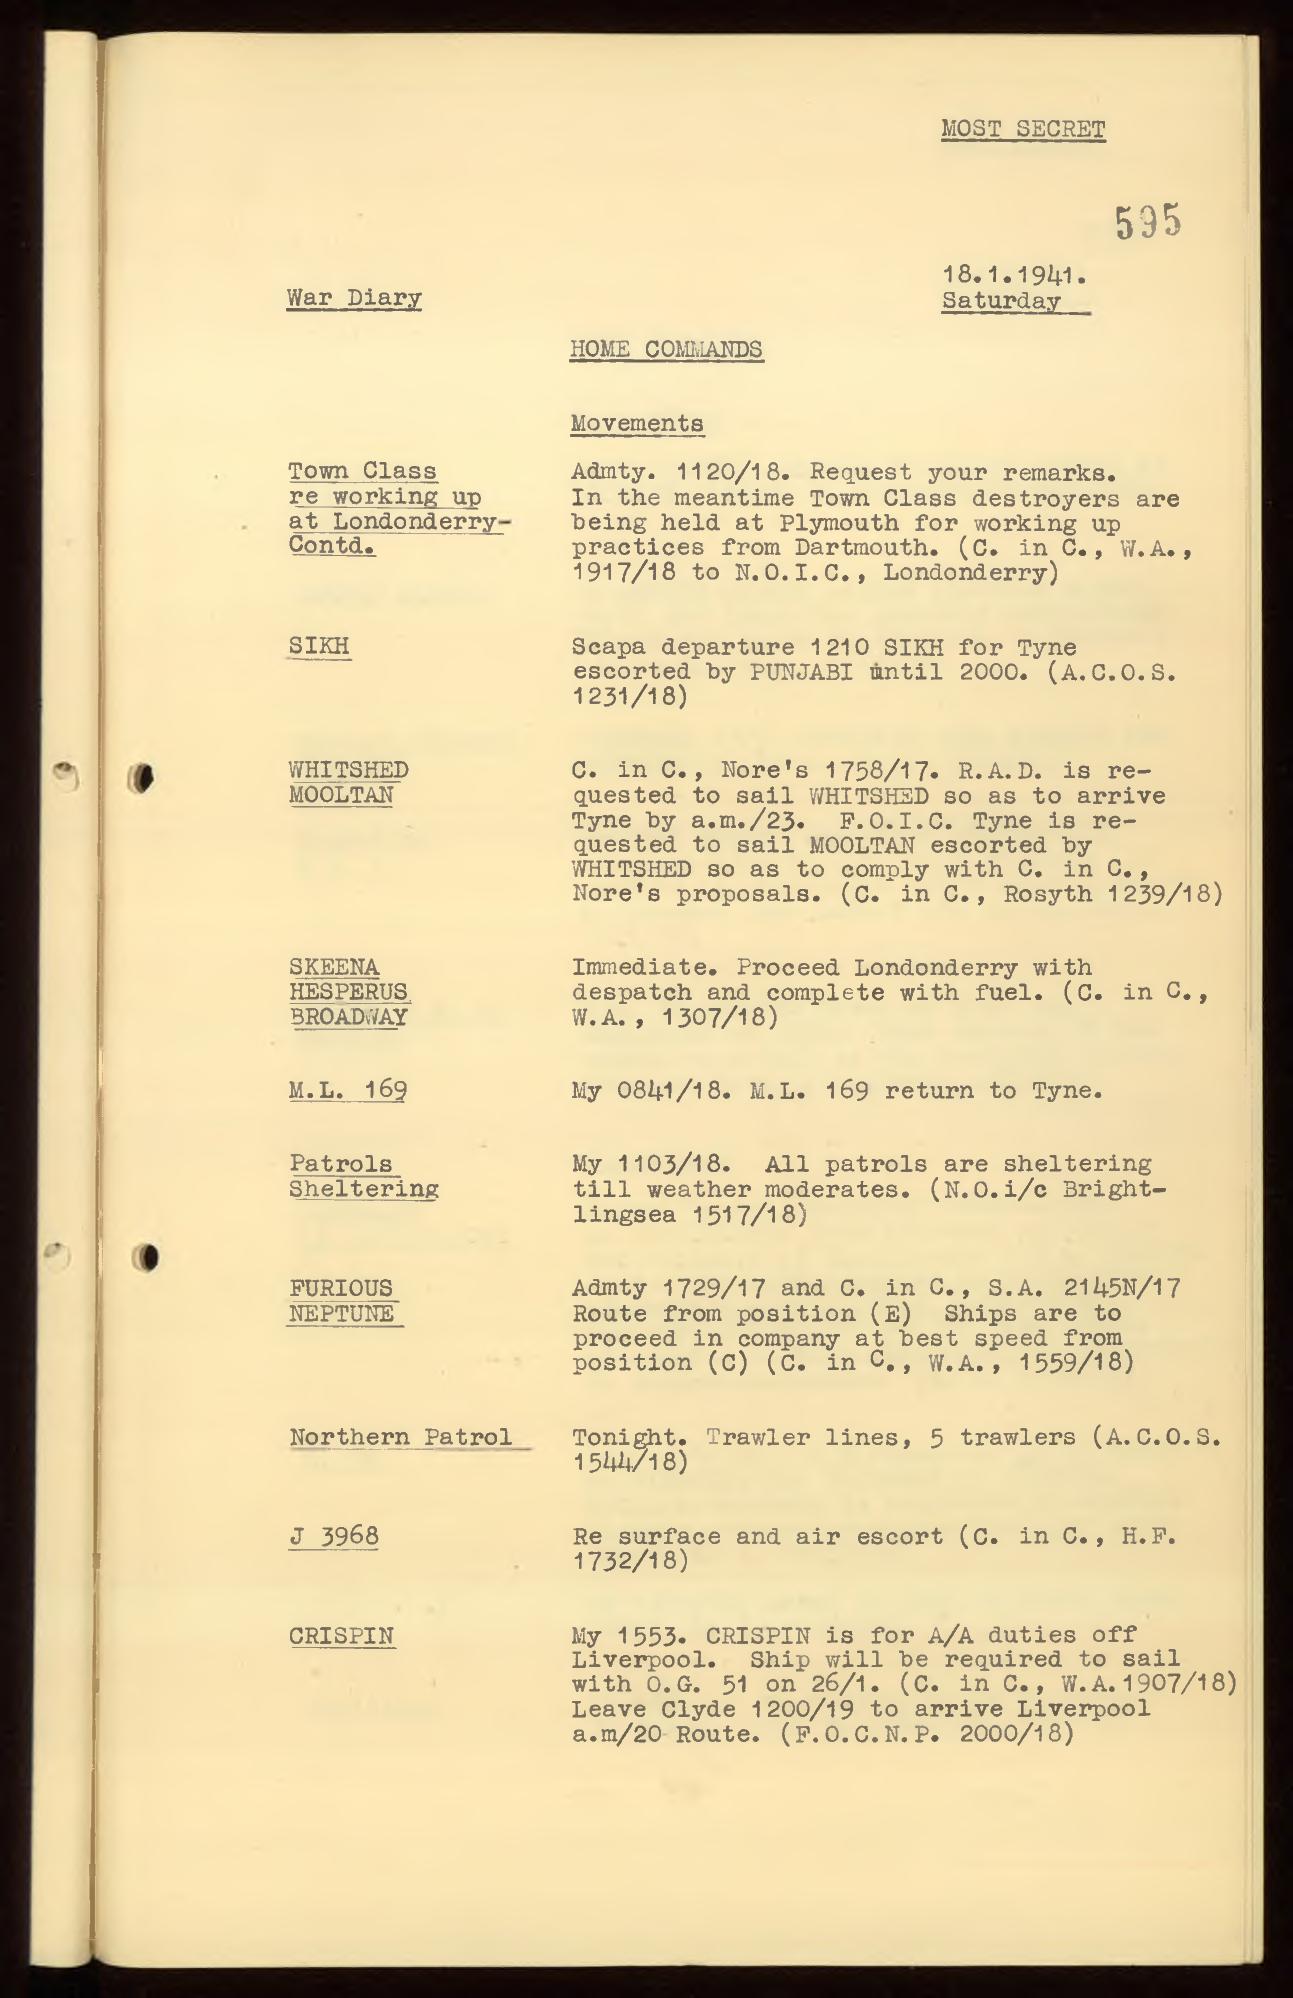 MOST SECRET
595
18.1.1941.
War Diary
Saturday
HOME COMMANDS
Movements
Town Class
re working up
at Londonderry-
Contd.
Admty. 1120/18. Request your remarks.
In the meantime Town Class destroyers are
being held at Plymouth for working up
practices from Dartmouth. (C. in C., W.A.,
1917/18 to N.O.I.C., Londonderry)
SIKH
Scapa departure 1210 SIKH for Tyne
escorted by PUNJABI until 2000. (A.C.O.S.
1231/18)
WHITSHED
MOOLTAN
C. in C., Nore's 1758/17. R.A.D. is re-
quested to sail WHITSHED so as to arrive
Tyne by a.m./23. F.O.I.C. Tyne is re-
quested to sail MOOLTAN escorted by
WHITSHED so as to comply with C. in C.,
Nore's proposals. (C. in C., Rosyth 1239/18)
SKEENA
HESPERUS
BROADWAY
Immediate. Proceed Londonderry with
despatch and complete with fuel. (C. in C.,
W.A., 1307/18)
M.L. 169
My 0841/18. M.L. 169 return to Tyne.
Patrols
Sheltering
My 1103/18. All patrols are sheltering
till weather moderates. (N.O.i/c Bright-
lingsea 1517/18)
FURIOUS
NEPTUNE
Admty 1729/17 and C. in C., S.A. 2145N/17
Route from position (E) Ships are to
proceed in company at best speed from
position (C) (C. in C., W.A., 1559/18)
Northern Patrol
Tonight. Trawler lines, 5 trawlers (A.C.O.S.
1544/18)
J 3968
Re surface and air escort (C. in C., H.F.
1732/18)
CRISPIN
My 1553. CRISPIN is for A/A duties off
Liverpool. Ship will be required to sail
with O.G. 51 on 26/1. (C. in C., W.A.1907/18)
Leave Clyde 1200/19 to arrive Liverpool
a.m/20 Route. (F.O.C.N.P. 2000/18)